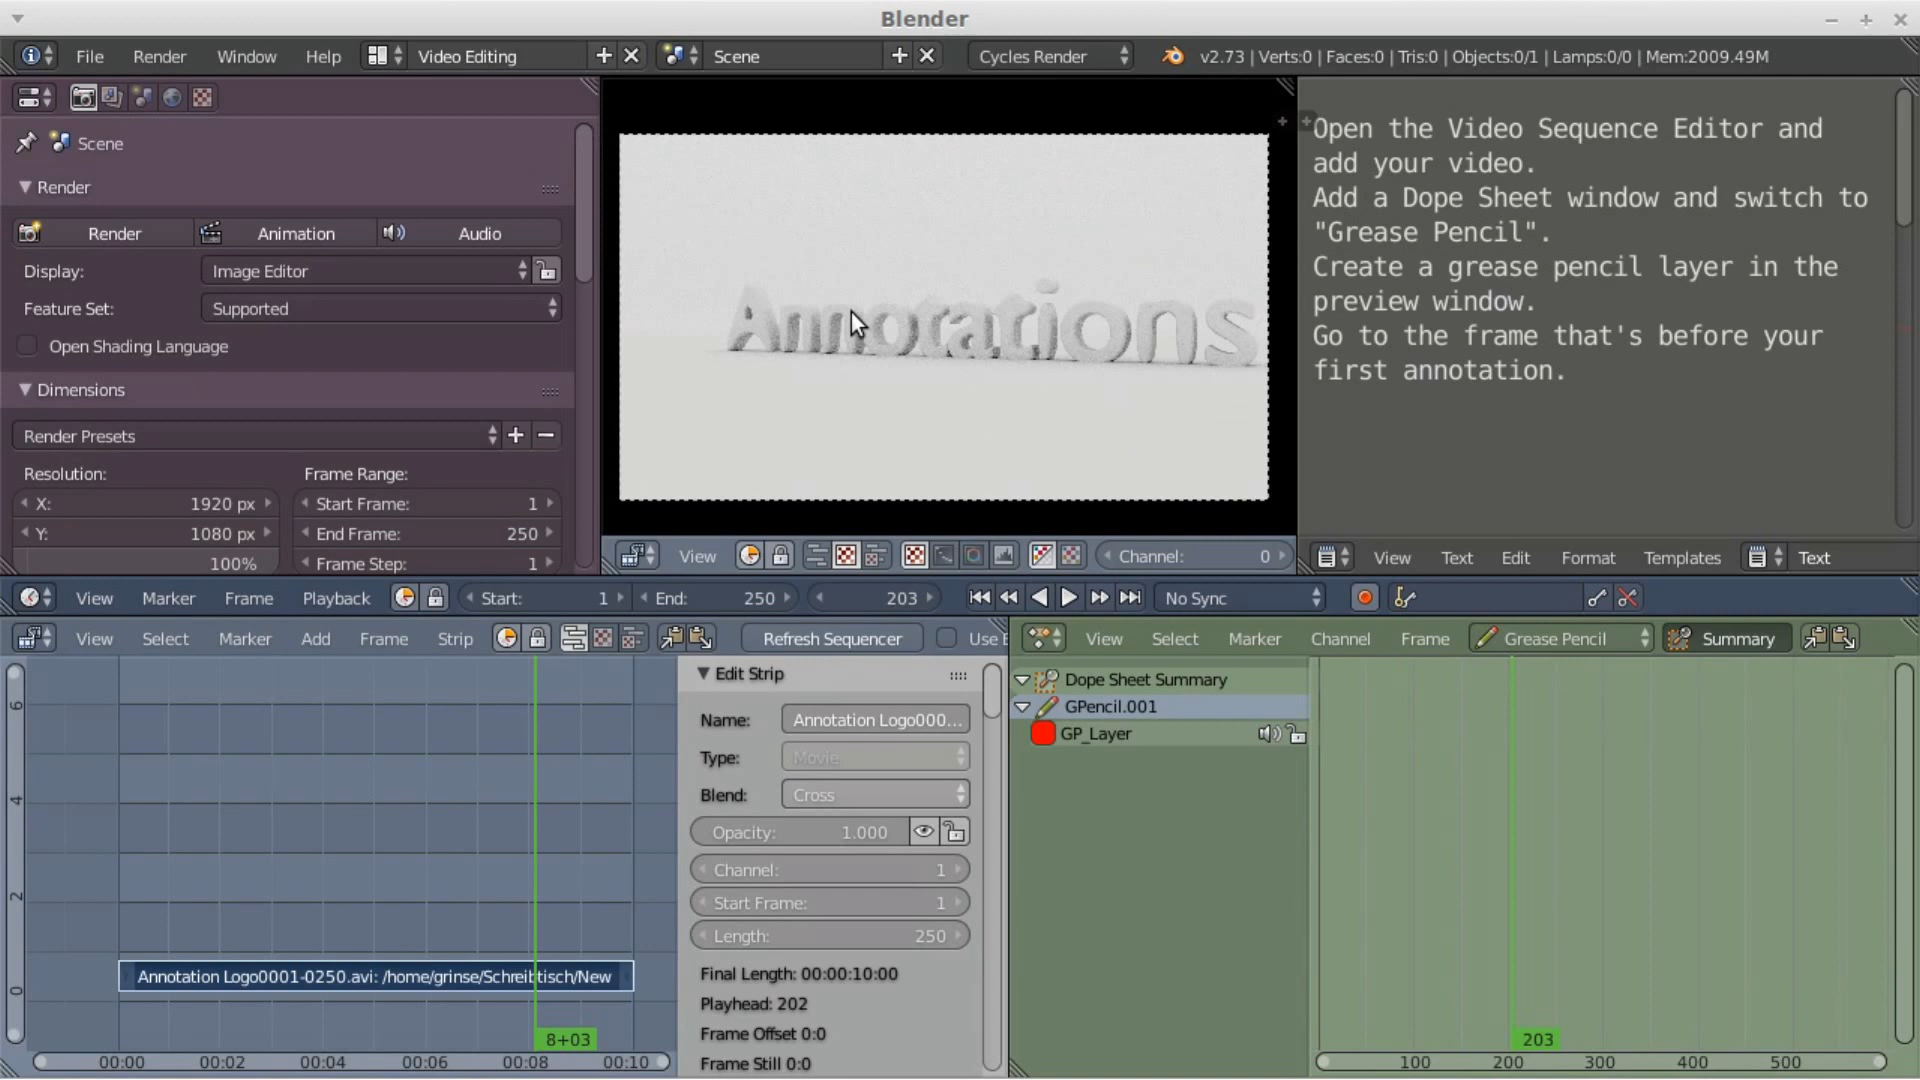 Blender
File Render Window Help Video Editing Scene Cycles Render v2.73 | Verts:0 | Faces:0 | Tris:0 | Objects:0/1 | Lamps:0/0 | Mem:2009.49M
Scene
Render
Render Animation Audio
Display: Image Editor
Feature Set: Supported
Open Shading Language
Dimensions
Render Presets
Resolution: Frame Range:
X: 1920 px Start Frame: 1
Y: 1080 px End Frame: 250
100% Frame Step: 1
Annotations
View Channel: 0
Open the Video Sequence Editor and
add your video.
Add a Dope Sheet window and switch to
"Grease Pencil".
Create a grease pencil layer in the
preview window.
Go to the frame that's before your
first annotation.
View Text Edit Format Templates Text
View Marker Frame Playback Start: 1 End: 250 203 No Sync
View Select Marker Add Frame Strip Refresh Sequencer Use
6
4
2
0
Annotation Logo0001-0250.avi: /home/grinse/Schreibtisch/New
8+03
00:00 00:02 00:04 00:06 00:08 00:10
Edit Strip
Name: Annotation Logo000...
Type: Movie
Blend: Cross
Opacity: 1.000
Channel: 1
Start Frame: 1
Length: 250
Final Length: 00:00:10:00
Playhead: 202
Frame Offset 0:0
Frame Still 0:0
View Select Marker Channel Frame Grease Pencil Summary
Dope Sheet Summary
GPencil.001
GP_Layer
203
100 200 300 400 500